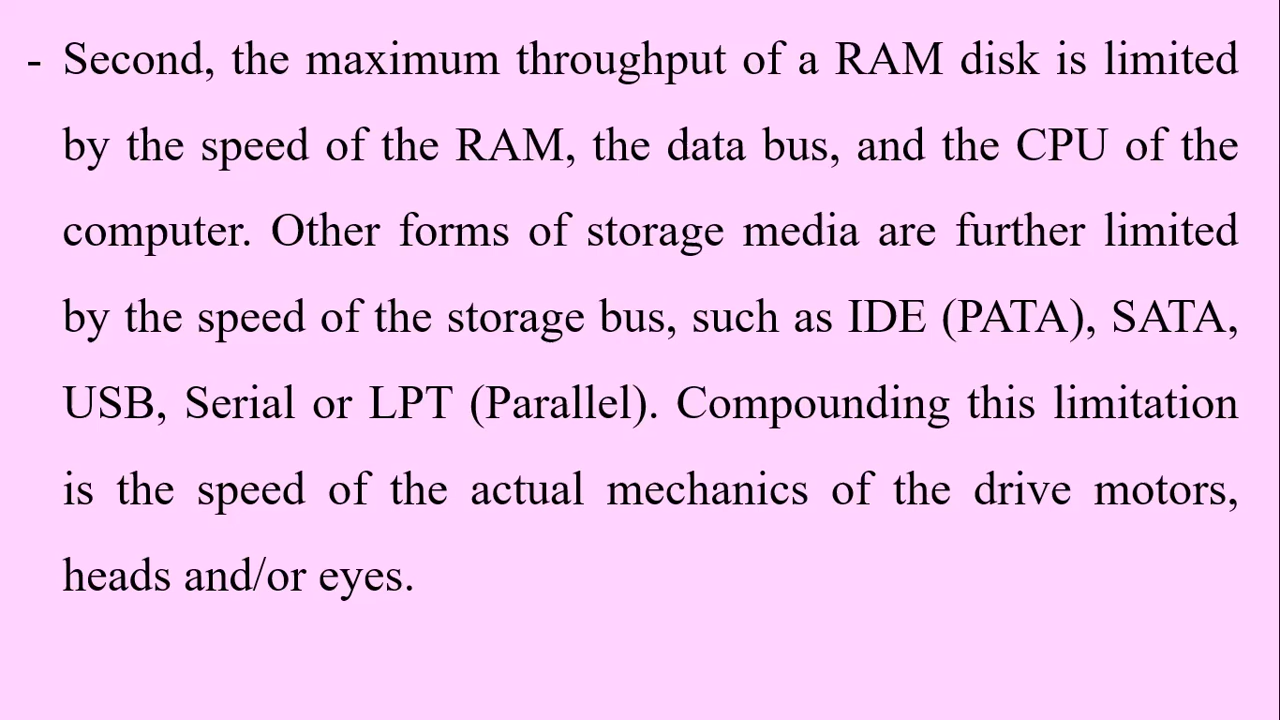 - Second, the maximum throughput of a RAM disk is limited
by the speed of the RAM, the data bus, and the CPU of the
computer. Other forms of storage media are further limited
by the speed of the storage bus, such as IDE (PATA), SATA,
USB, Serial or LPT (Parallel). Compounding this limitation
is the speed of the actual mechanics of the drive motors,
heads and/or eyes.